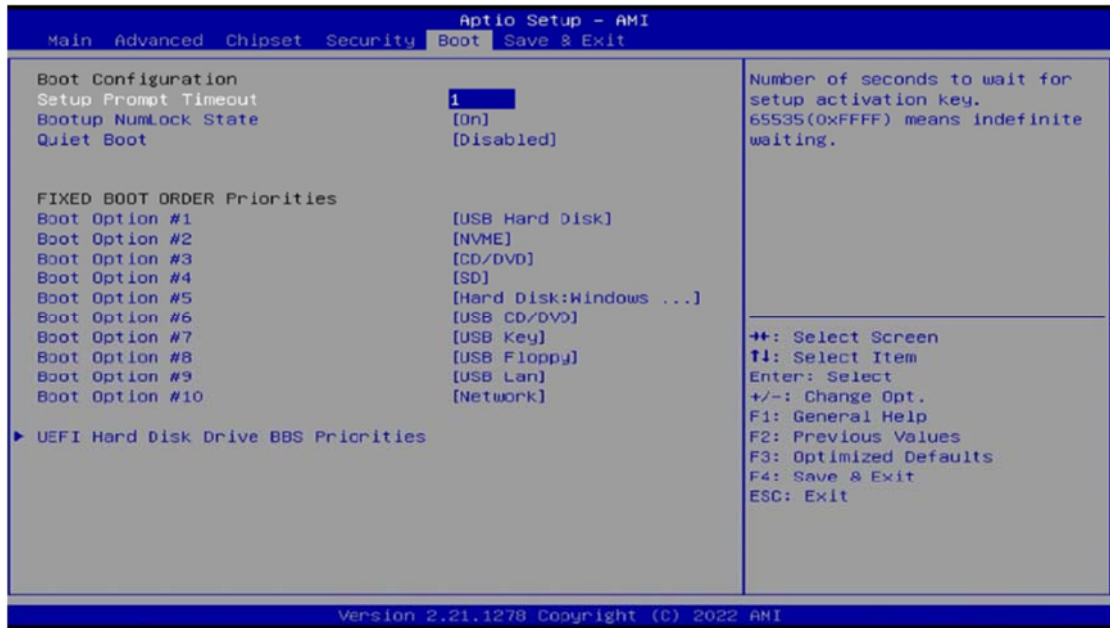 Aptio Setup - AMI
Main Advanced Chipset Security Boot Save & Exit
Boot Configuration
Setup Prompt Timeout 1
Bootup NumLock State [On]
Quiet Boot [Disabled]
FIXED BOOT ORDER Priorities
Boot Option #1 [USB Hard Disk]
Boot Option #2 [NVME]
Boot Option #3 [CD/DVD]
Boot Option #4 [SD]
Boot Option #5 [Hard Disk:Windows ...]
Boot Option #6 [USB CD/DVD]
Boot Option #7 [USB Key]
Boot Option #8 [USB Floppy]
Boot Option #9 [USB Lan]
Boot Option #10 [Network]
▶ UEFI Hard Disk Drive BBS Priorities
Number of seconds to wait for
setup activation key.
65535(0xFFFF) means indefinite
waiting.
→←: Select Screen
↑↓: Select Item
Enter: Select
+/-: Change Opt.
F1: General Help
F2: Previous Values
F3: Optimized Defaults
F4: Save & Exit
ESC: Exit
Version 2.21.1278 Copyright (C) 2022 AMI